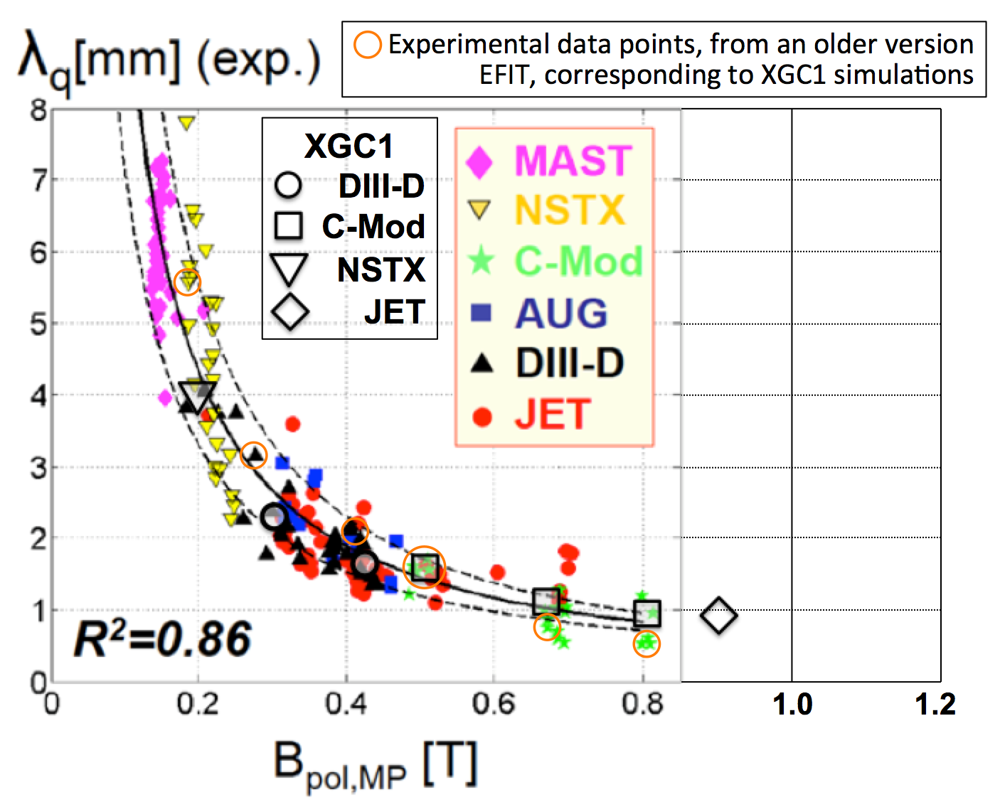 λq[mm] (exp.)
Experimental data points, from an older version
EFIT, corresponding to XGC1 simulations
8
7
6
5
4
3
2
1
0
XGC1
DIII-D
C-Mod
NSTX
JET
MAST
NSTX
C-Mod
AUG
DIII-D
JET
R²=0.86
0 0.2 0.4 0.6 0.8 1.0 1.2
Bpol,MP [T]